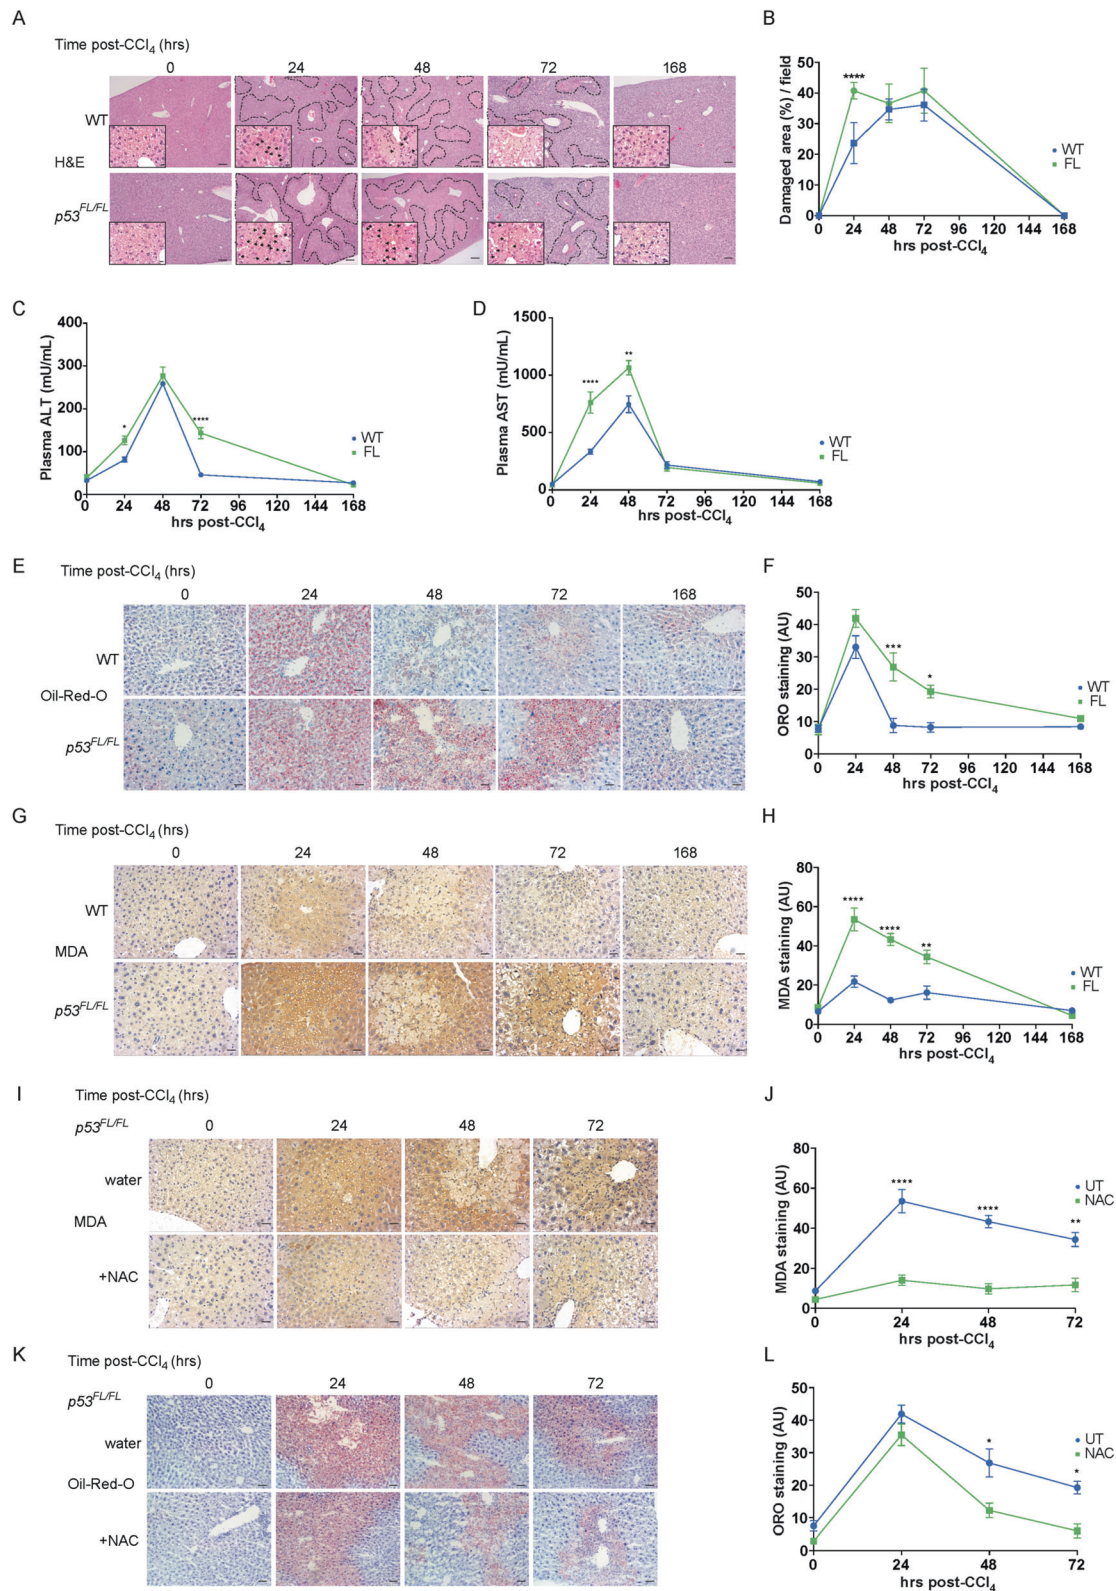 A
Time post-CCl4 (hrs)
0 24 48 72 168
WT
H&E
p53FL/FL
B
Damaged area (%) / field
50
40
30
20
10
0
****
WT
FL
0 24 48 72 96 120 144 168
hrs post-CCl4
C
Plasma ALT (mU/mL)
400
300
200
100
0
* ****
WT
FL
0 24 48 72 96 120 144 168
hrs post-CCl4
D
Plasma AST (mU/mL)
1500
1000
500
0
**** **
WT
FL
0 24 48 72 96 120 144 168
hrs post-CCl4
E
Time post-CCl4 (hrs)
0 24 48 72 168
WT
Oil-Red-O
p53FL/FL
F
ORO staining (AU)
50
40
30
20
10
0
*** *
WT
FL
0 24 48 72 96 120 144 168
hrs post-CCl4
G
Time post-CCl4 (hrs)
0 24 48 72 168
WT
MDA
p53FL/FL
H
MDA staining (AU)
80
60
40
20
0
**** **** **
WT
FL
0 24 48 72 96 120 144 168
hrs post-CCl4
I
Time post-CCl4 (hrs)
p53FL/FL
0 24 48 72
water
MDA
+NAC
J
MDA staining (AU)
80
60
40
20
0
**** **** **
UT
NAC
0 24 48 72
hrs post-CCl4
K
Time post-CCl4 (hrs)
p53FL/FL
0 24 48 72
water
Oil-Red-O
+NAC
L
ORO staining (AU)
50
40
30
20
10
0
* *
UT
NAC
0 24 48 72
hrs post-CCl4